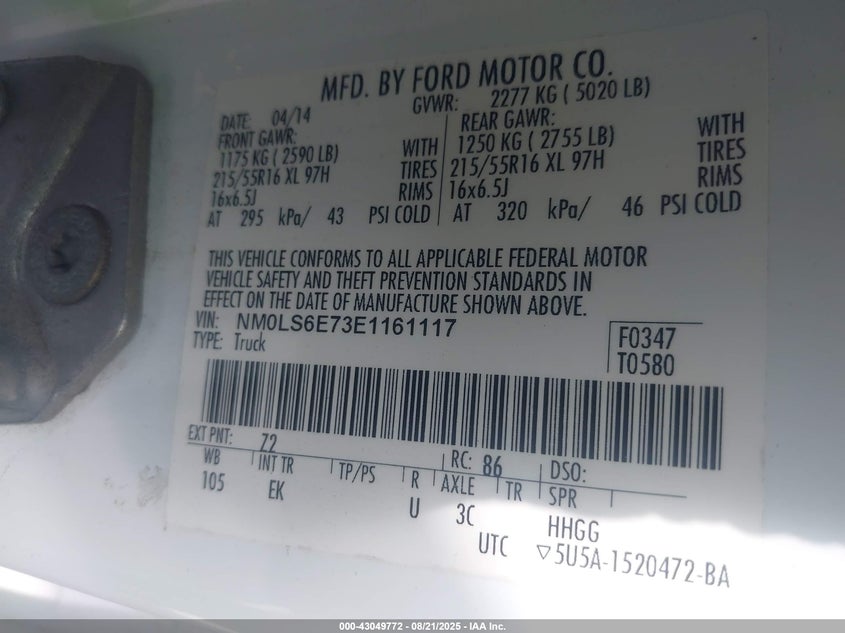 MFD. BY FORD MOTOR CO.
DATE: 04/14 GVWR: 2277 KG ( 5020 LB)
FRONT GAWR: REAR GAWR:
1175 KG ( 2590 LB) WITH 1250 KG ( 2755 LB) WITH
215/55R16 XL 97H TIRES 215/55R16 XL 97H TIRES
16x6.5J RIMS 16x6.5J RIMS
AT 295 kPa/ 43 PSI COLD AT 320 kPa/ 46 PSI COLD
THIS VEHICLE CONFORMS TO ALL APPLICABLE FEDERAL MOTOR
VEHICLE SAFETY AND THEFT PREVENTION STANDARDS IN
EFFECT ON THE DATE OF MANUFACTURE SHOWN ABOVE.
VIN: NM0LS6E73E1161117 F0347
TYPE: Truck T0580
EXT PNT: Z2 RC: 86 DSO:
WB INT TR TP/PS R AXLE TR SPR
105 EK U 3C HHGG
UTC ▽5U5A-1520472-BA
000-43049772 - 08/21/2025 - IAA Inc.